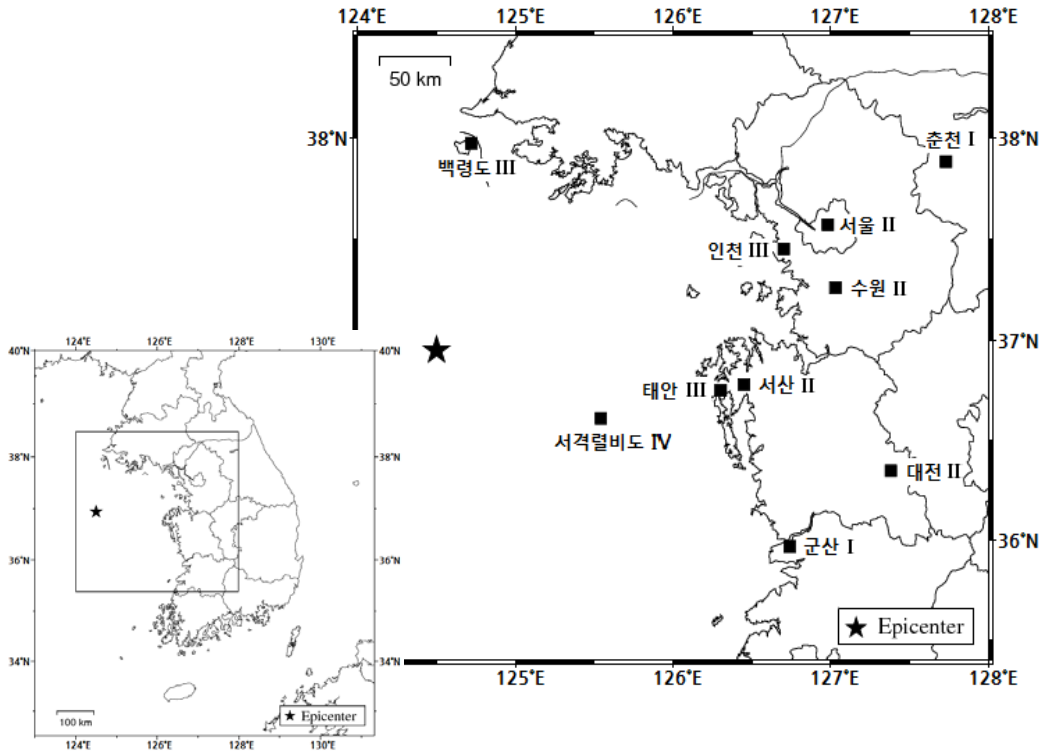 124°E 125°E 126°E 127°E 128°E
50 km
38°N
38°N
춘천 I
백령도 III
서울 II
인천 III
수원 II
37°N
태안 III
서산 II
서격렬비도 IV
대전 II
36°N
군산 I
★ Epicenter
125°E 126°E 127°E 128°E
124°E 126°E 128°E 130°E
40°N
40°N
38°N
38°N
36°N
36°N
34°N
34°N
100 km
★ Epicenter
124°E 126°E 128°E 130°E